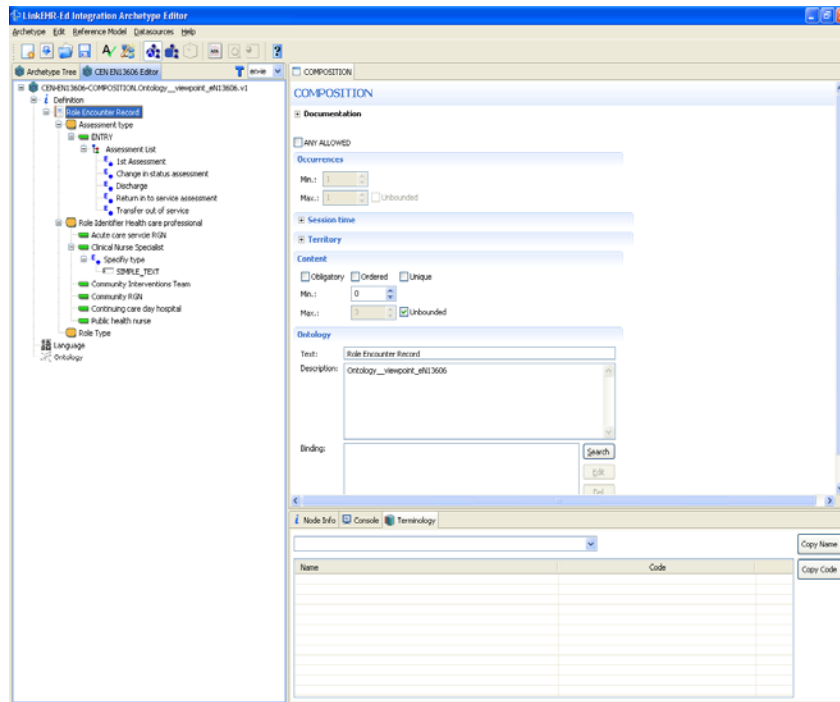 LinkEHR-Ed Integration Archetype Editor
Archetype Edit Reference Model Datasources Help
Archetype Tree CEN EN13606 Editor en-ie
CEN-EN13606-COMPOSITION.Ontology__viewpoint_eN13606.v1
Definition
Role Encounter Record
Assessment type
ENTRY
Assessment List
1st Assessment
Change in status assessment
Discharge
Return in to service assessment
Transfer out of service
Role Identifier Health care professional
Acute care servcie RGN
Clinical Nurse Specialist
Specifiy type
SIMPLE_TEXT
Community Interventions Team
Community RGN
Continuing care day hospital
Public health nurse
Role Type
Language
Ontology
COMPOSITION
COMPOSITION
Documentation
ANY ALLOWED
Occurrences
Min.: 1
Max.: 1 Unbounded
Session time
Territory
Content
Obligatory Ordered Unique
Min.: 0
Max.: 3 Unbounded
Ontology
Text: Role Encounter Record
Description: Ontology__viewpoint_eN13606
Binding: Search
Edit
Node Info Console Terminology
Copy Name
Name Code Copy Code